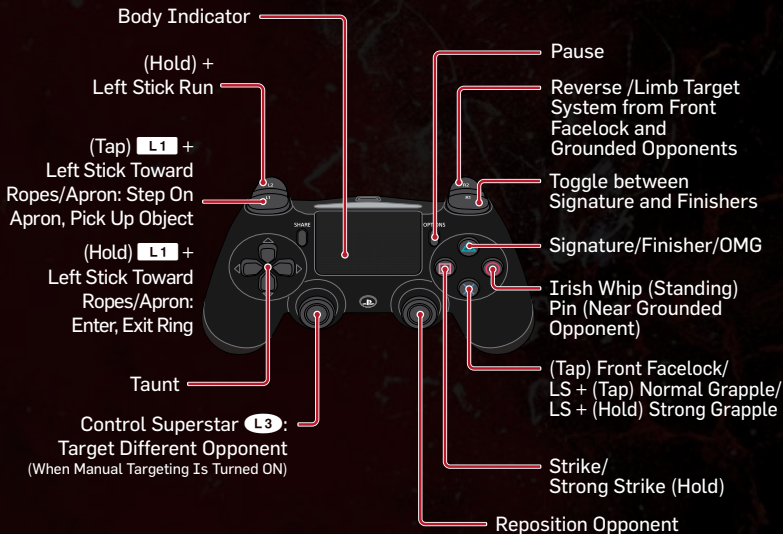 Body Indicator
(Hold) +
Left Stick Run
(Tap) L1 +
Left Stick Toward
Ropes/Apron: Step On
Apron, Pick Up Object
(Hold) L1 +
Left Stick Toward
Ropes/Apron:
Enter, Exit Ring
Taunt
Control Superstar L3:
Target Different Opponent
(When Manual Targeting Is Turned ON)
L2
L1
SHARE
OPTIONS
R2
R1
Pause
Reverse /Limb Target
System from Front
Facelock and
Grounded Opponents
Toggle between
Signature and Finishers
Signature/Finisher/OMG
Irish Whip (Standing)
Pin (Near Grounded
Opponent)
(Tap) Front Facelock/
LS + (Tap) Normal Grapple/
LS + (Hold) Strong Grapple
Strike/
Strong Strike (Hold)
Reposition Opponent